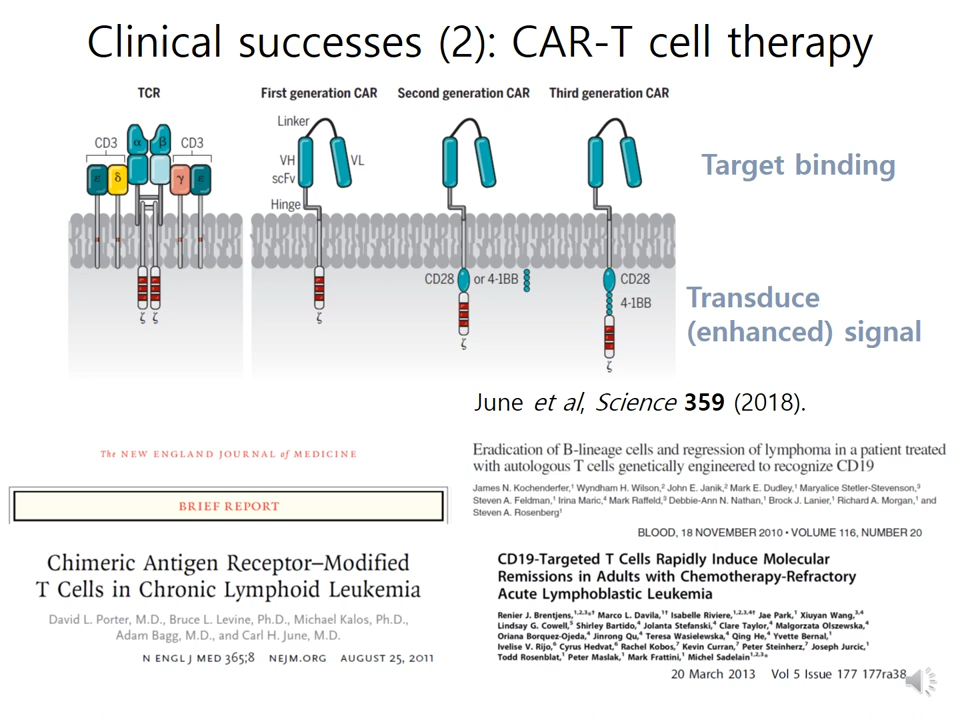 Clinical successes (2): CAR-T cell therapy
TCR
First generation CAR
Second generation CAR
Third generation CAR
Linker
CD3
α
β
CD3
VH
VL
scFv
ε
δ
γ
ε
Hinge
Target binding
CD28
or 4-1BB
CD28
4-1BB
ζ
ζ
ζ
ζ
ζ
Transduce
(enhanced) signal
June et al, Science 359 (2018).
The NEW ENGLAND JOURNAL of MEDICINE
BRIEF REPORT
Chimeric Antigen Receptor–Modified
T Cells in Chronic Lymphoid Leukemia
David L. Porter, M.D., Bruce L. Levine, Ph.D., Michael Kalos, Ph.D.,
Adam Bagg, M.D., and Carl H. June, M.D.
N ENGL J MED 365;8 NEJM.ORG AUGUST 25, 2011
Eradication of B-lineage cells and regression of lymphoma in a patient treated
with autologous T cells genetically engineered to recognize CD19
James N. Kochenderfer,1 Wyndham H. Wilson,2 John E. Janik,2 Mark E. Dudley,1 Maryalice Stetler-Stevenson,3
Steven A. Feldman,1 Irina Maric,4 Mark Raffeld,3 Debbie-Ann N. Nathan,1 Brock J. Lanier,1 Richard A. Morgan,1 and
Steven A. Rosenberg1
BLOOD, 18 NOVEMBER 2010 • VOLUME 116, NUMBER 20
CD19-Targeted T Cells Rapidly Induce Molecular
Remissions in Adults with Chemotherapy-Refractory
Acute Lymphoblastic Leukemia
Renier J. Brentjens,1,2,3*† Marco L. Davila,1† Isabelle Riviere,1,2,3,4† Jae Park,1 Xiuyan Wang,3,4
Lindsay G. Cowell,5 Shirley Bartido,4 Jolanta Stefanski,4 Clare Taylor,4 Malgorzata Olszewska,4
Oriana Borquez-Ojeda,4 Jinrong Qu,4 Teresa Wasielewska,4 Qing He,4 Yvette Bernal,1
Ivelise V. Rijo,6 Cyrus Hedvat,6 Rachel Kobos,7 Kevin Curran,7 Peter Steinherz,7 Joseph Jurcic,1
Todd Rosenblat,1 Peter Maslak,1 Mark Frattini,1 Michel Sadelain1,2,3*
20 March 2013 Vol 5 Issue 177 177ra38